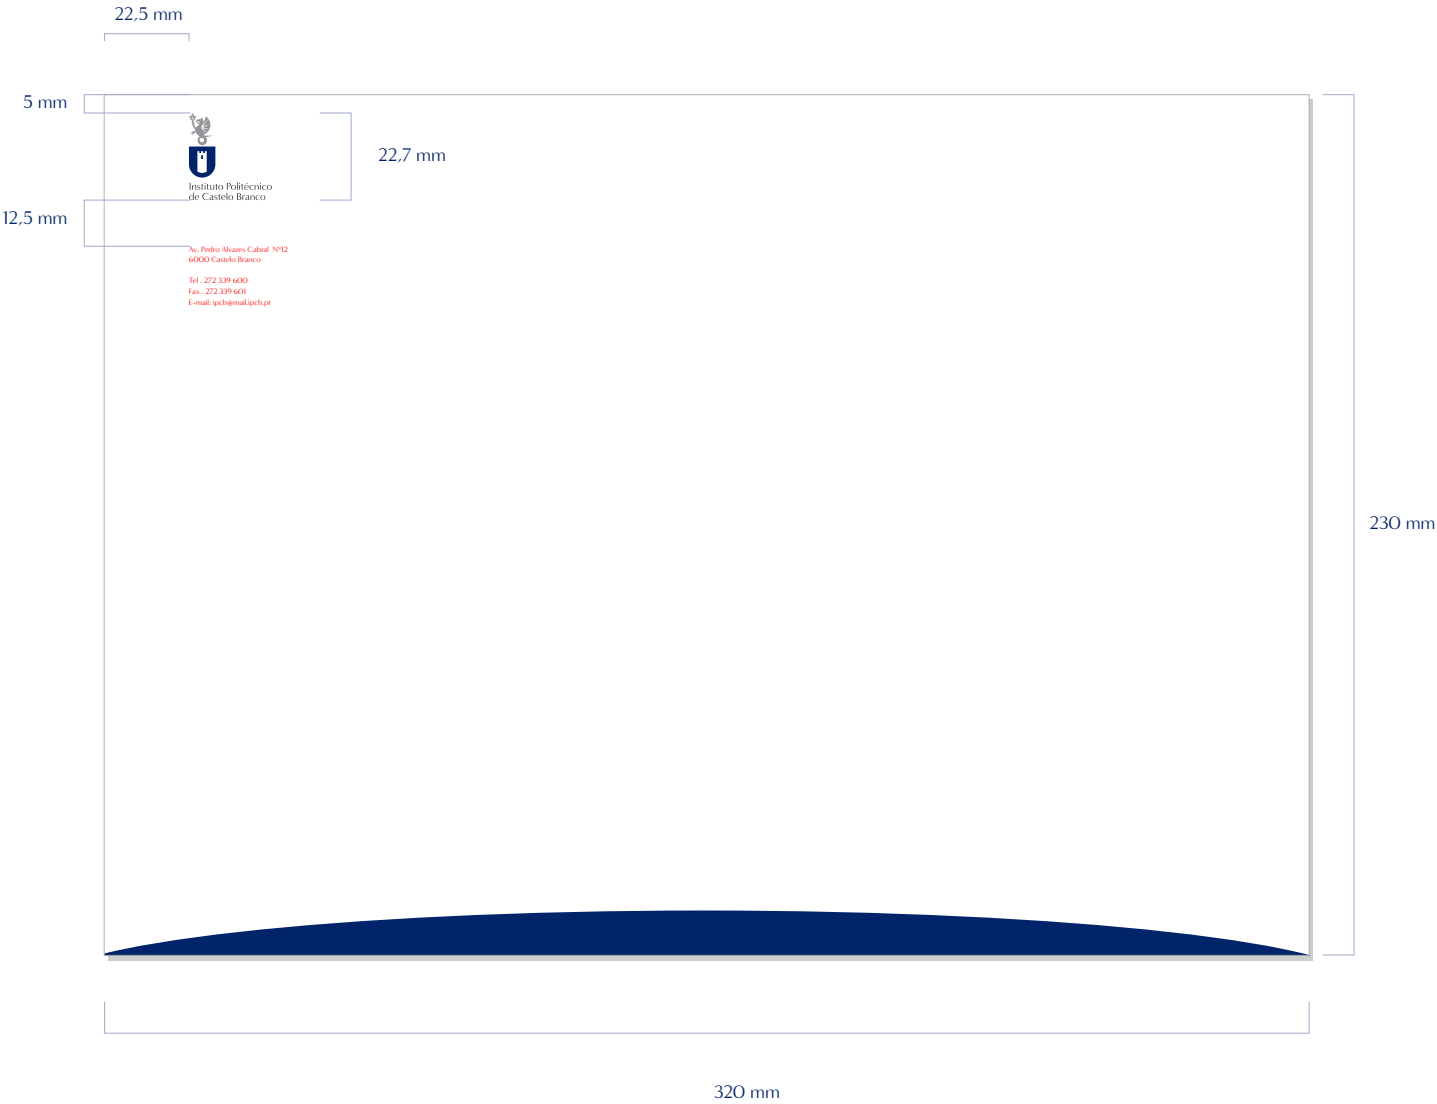 22,5 mm
5 mm
22,7 mm
Instituto Politécnico
de Castelo Branco
12,5 mm
Av. Pedro Alvares Cabral Nº12
6000 Castelo Branco
Tel . 272 339 600
Fax . 272 339 601
E-mail: ipcb@mail.ipcb.pt
230 mm
320 mm